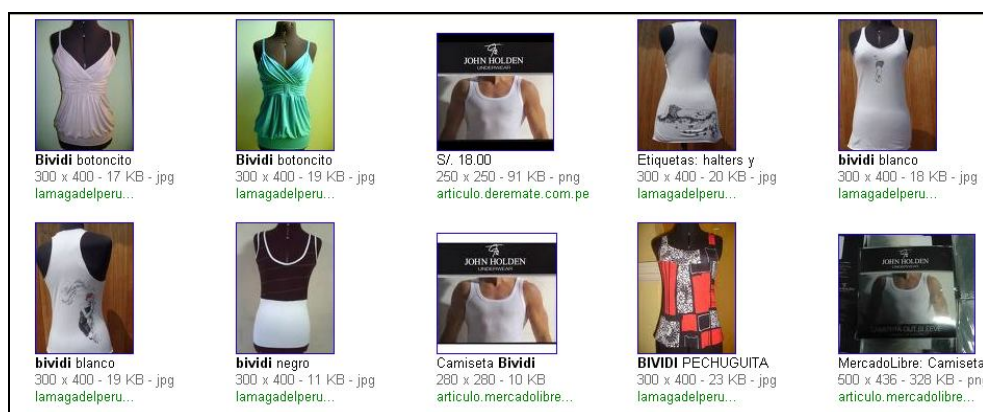 JOHN HOLDEN
UNDERWEAR
Bividi botoncito
300 x 400 - 17 KB - jpg
lamagadelperu...
Bividi botoncito
300 x 400 - 19 KB - jpg
lamagadelperu...
S/. 18.00
250 x 250 - 91 KB - png
articulo.deremate.com.pe
Etiquetas: halters y
300 x 400 - 20 KB - jpg
lamagadelperu...
bividi blanco
300 x 400 - 18 KB - jpg
lamagadelperu...
JOHN HOLDEN
UNDERWEAR
JOHN HOLDEN
UNDERWEAR
bividi blanco
300 x 400 - 19 KB - jpg
lamagadelperu...
bividi negro
300 x 400 - 11 KB - jpg
lamagadelperu...
Camiseta Bividi
280 x 280 - 10 KB
articulo.mercadolibre...
BIVIDI PECHUGUITA
300 x 400 - 23 KB - jpg
lamagadelperu...
MercadoLibre: Camiseta
500 x 436 - 328 KB - pn
articulo.mercadolibre...